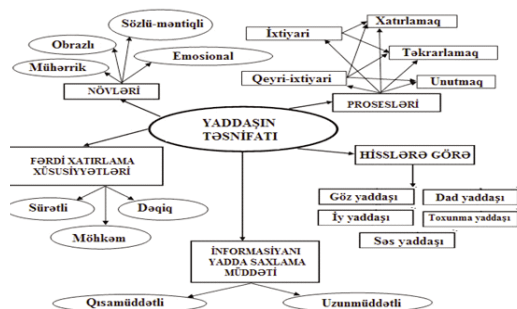 Sözlü-məntiqli
Obrazlı
Mühərrik
Emosional
NÖVLƏRİ
İxtiyari
Qeyri-ixtiyari
Xatırlamaq
Təkrarlamaq
Unutmaq
PROSESLƏRİ
YADDAŞIN
TƏSNİFATI
FƏRDİ XATIRLAMA
XÜSUSİYYƏTLƏRİ
Sürətli
Dəqiq
Möhkəm
HİSSLƏRƏ GÖRƏ
Göz yaddaşı
Dad yaddaşı
İy yaddaşı
Toxunma yaddaşı
Səs yaddaşı
İNFORMASİYANI
YADDA SAXLAMA
MÜDDƏTİ
Qısamüddətli
Uzunmüddətli